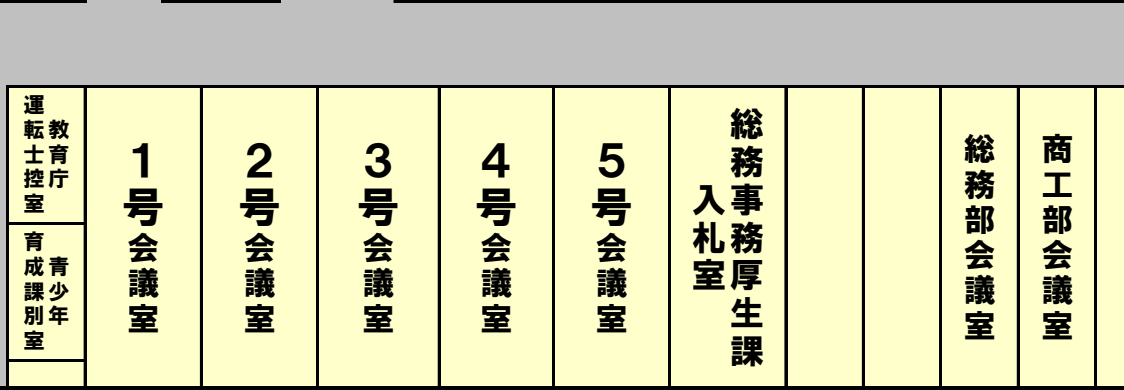 教育庁
運転士控室
青少年
育成課別室
1号会議室
2号会議室
3号会議室
4号会議室
5号会議室
総務事務厚生課
入札室
総務部会議室
商工部会議室